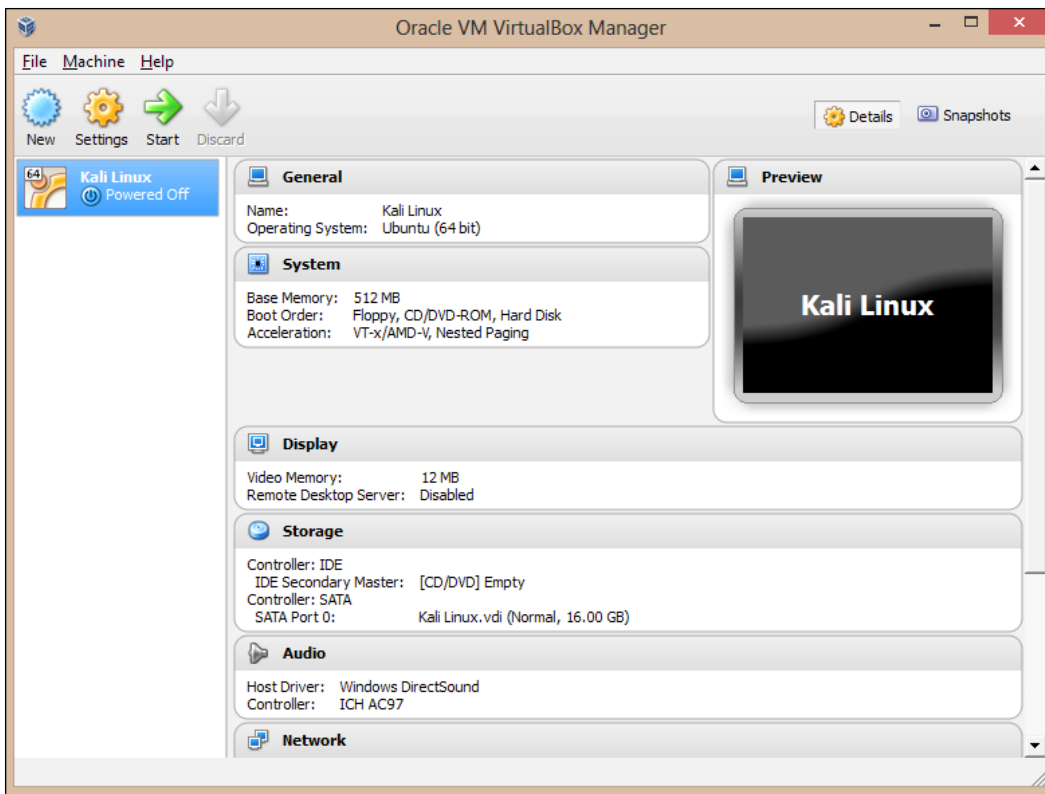 Oracle VM VirtualBox Manager
File Machine Help
New Settings Start Discard
Details Snapshots
64
Kali Linux
Powered Off
General
Name: Kali Linux
Operating System: Ubuntu (64 bit)
System
Base Memory: 512 MB
Boot Order: Floppy, CD/DVD-ROM, Hard Disk
Acceleration: VT-x/AMD-V, Nested Paging
Preview
Kali Linux
Display
Video Memory: 12 MB
Remote Desktop Server: Disabled
Storage
Controller: IDE
IDE Secondary Master: [CD/DVD] Empty
Controller: SATA
SATA Port 0: Kali Linux.vdi (Normal, 16.00 GB)
Audio
Host Driver: Windows DirectSound
Controller: ICH AC97
Network